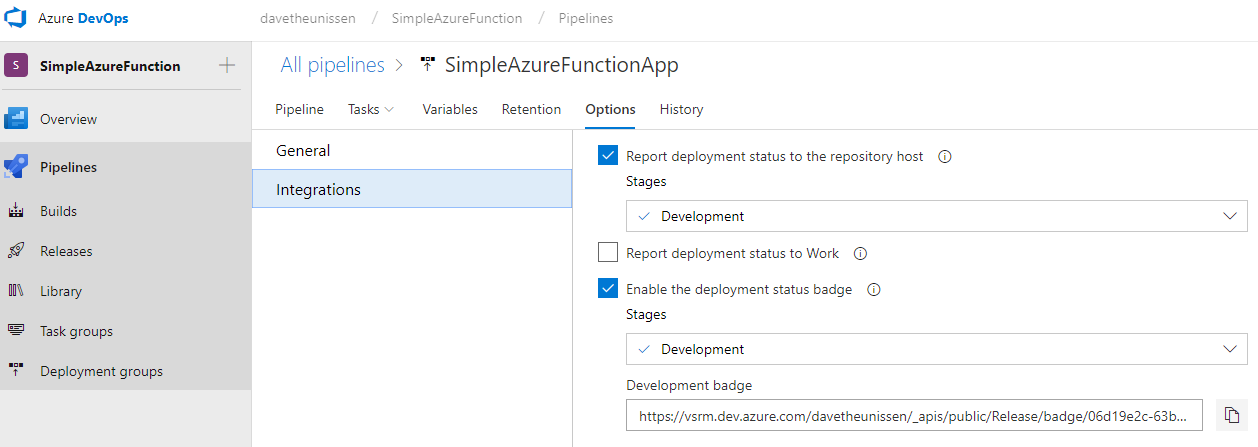 Azure DevOps
davetheunissen / SimpleAzureFunction / Pipelines
S SimpleAzureFunction
All pipelines > SimpleAzureFunctionApp
Pipeline Tasks Variables Retention Options History
Overview
Pipelines
Builds
Releases
Library
Task groups
Deployment groups
General
Integrations
Report deployment status to the repository host
Stages
Development
Report deployment status to Work
Enable the deployment status badge
Stages
Development
Development badge
https://vsrm.dev.azure.com/davetheunissen/_apis/public/Release/badge/06d19e2c-63b...